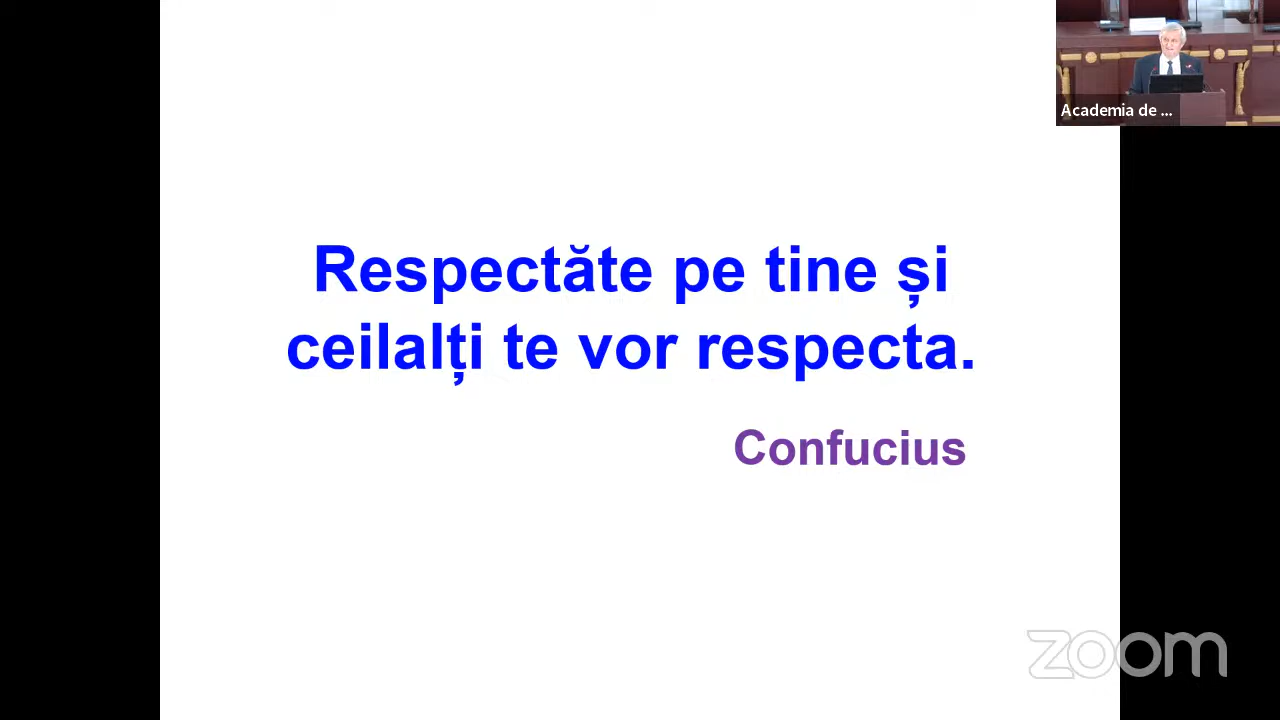 Academia de ...
Respectăte pe tine și
ceilalți te vor respecta.
Confucius
zoom